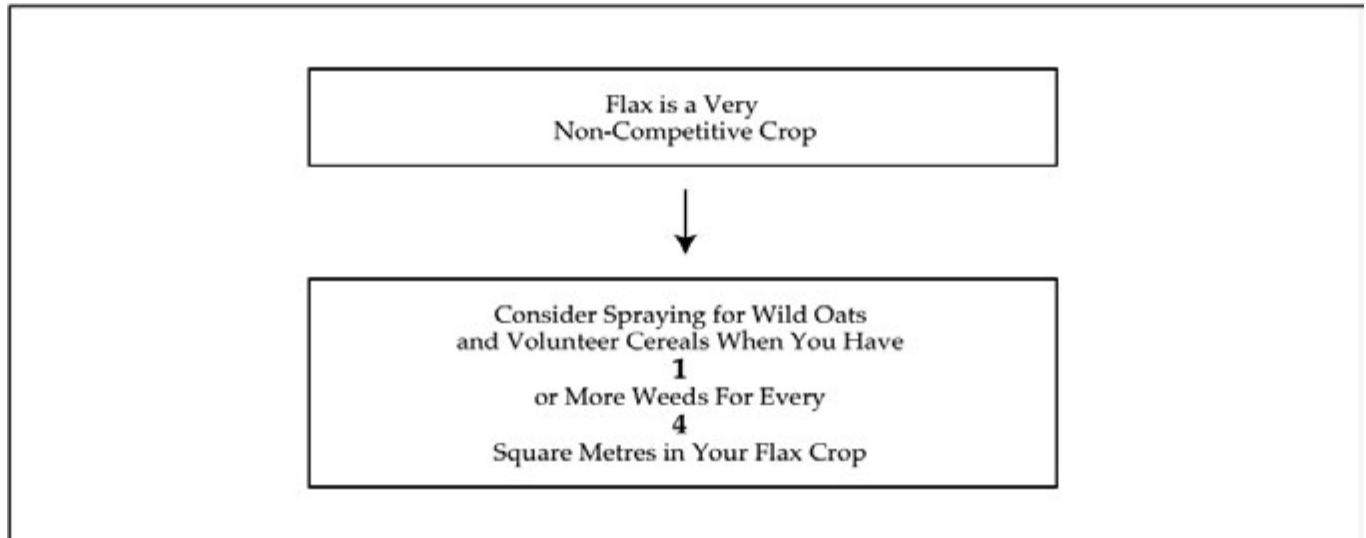 Flax is a Very
Non-Competitive Crop
Consider Spraying for Wild Oats
and Volunteer Cereals When You Have
1
or More Weeds For Every
4
Square Metres in Your Flax Crop